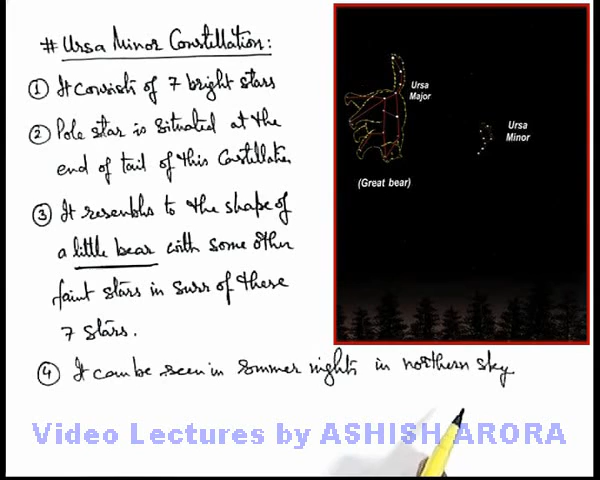 # Ursa Minor Constellation:
① It consists of 7 bright stars
② Pole star is situated at the
end of tail of this Constellation
③ It resembls to the shape of
a little bear with some other
faint stars in surr of these
7 stars.
④ It can be seen in summer nights in northern sky
Ursa
Major
(Great bear)
Ursa
Minor
Video Lectures by ASHISH ARORA